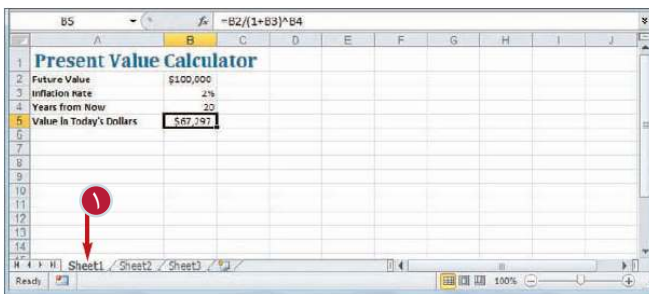 B5 fx =B2/(1+B3)^B4
A B C D E F G H I J
1 Present Value Calculator
2 Future Value $100,000
3 Inflation Rate 2%
4 Years from Now 20
5 Value in Today's Dollars $67,297
6
7
8
9
10
11
12
13
14
۱
Sheet1 Sheet2 Sheet3
Ready 100%